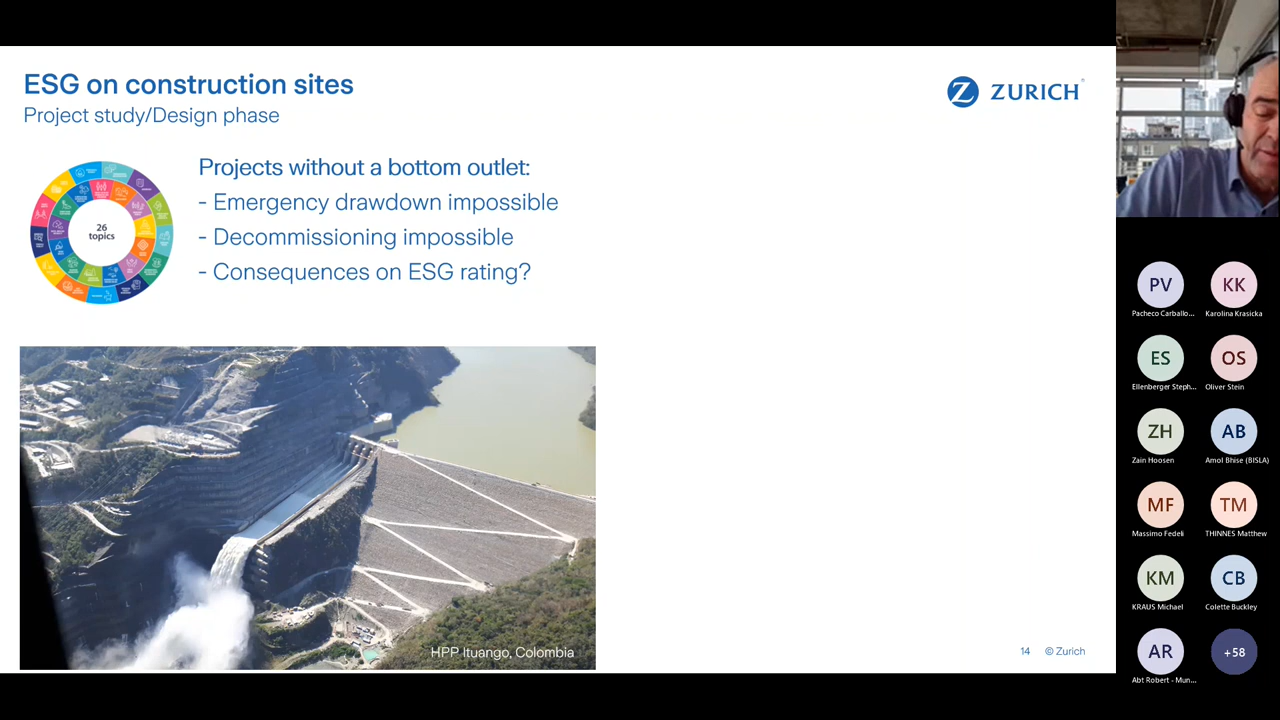 ESG on construction sites
Project study/Design phase
ZURICH
26
topics
Projects without a bottom outlet:
- Emergency drawdown impossible
- Decommissioning impossible
- Consequences on ESG rating?
HPP Ituango, Colombia
14 © Zurich
PV
Pacheco Carballo...
KK
Karolina Krasicka
ES
Ellenberger Steph...
OS
Oliver Stein
ZH
Zain Hoosen
AB
Amol Bhise (BISLA)
MF
Massimo Fedeli
TM
THINNES Matthew
KM
KRAUS Michael
CB
Colette Buckley
AR
Abt Robert - Mun...
+58